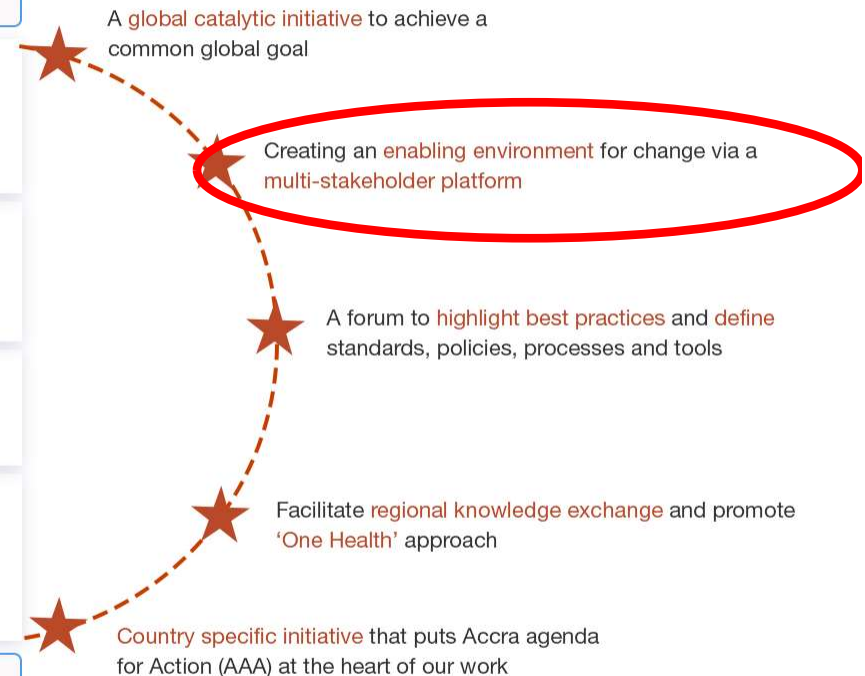 A global catalytic initiative to achieve a
common global goal
Creating an enabling environment for change via a
multi-stakeholder platform
A forum to highlight best practices and define
standards, policies, processes and tools
Facilitate regional knowledge exchange and promote
‘One Health’ approach
Country specific initiative that puts Accra agenda
for Action (AAA) at the heart of our work